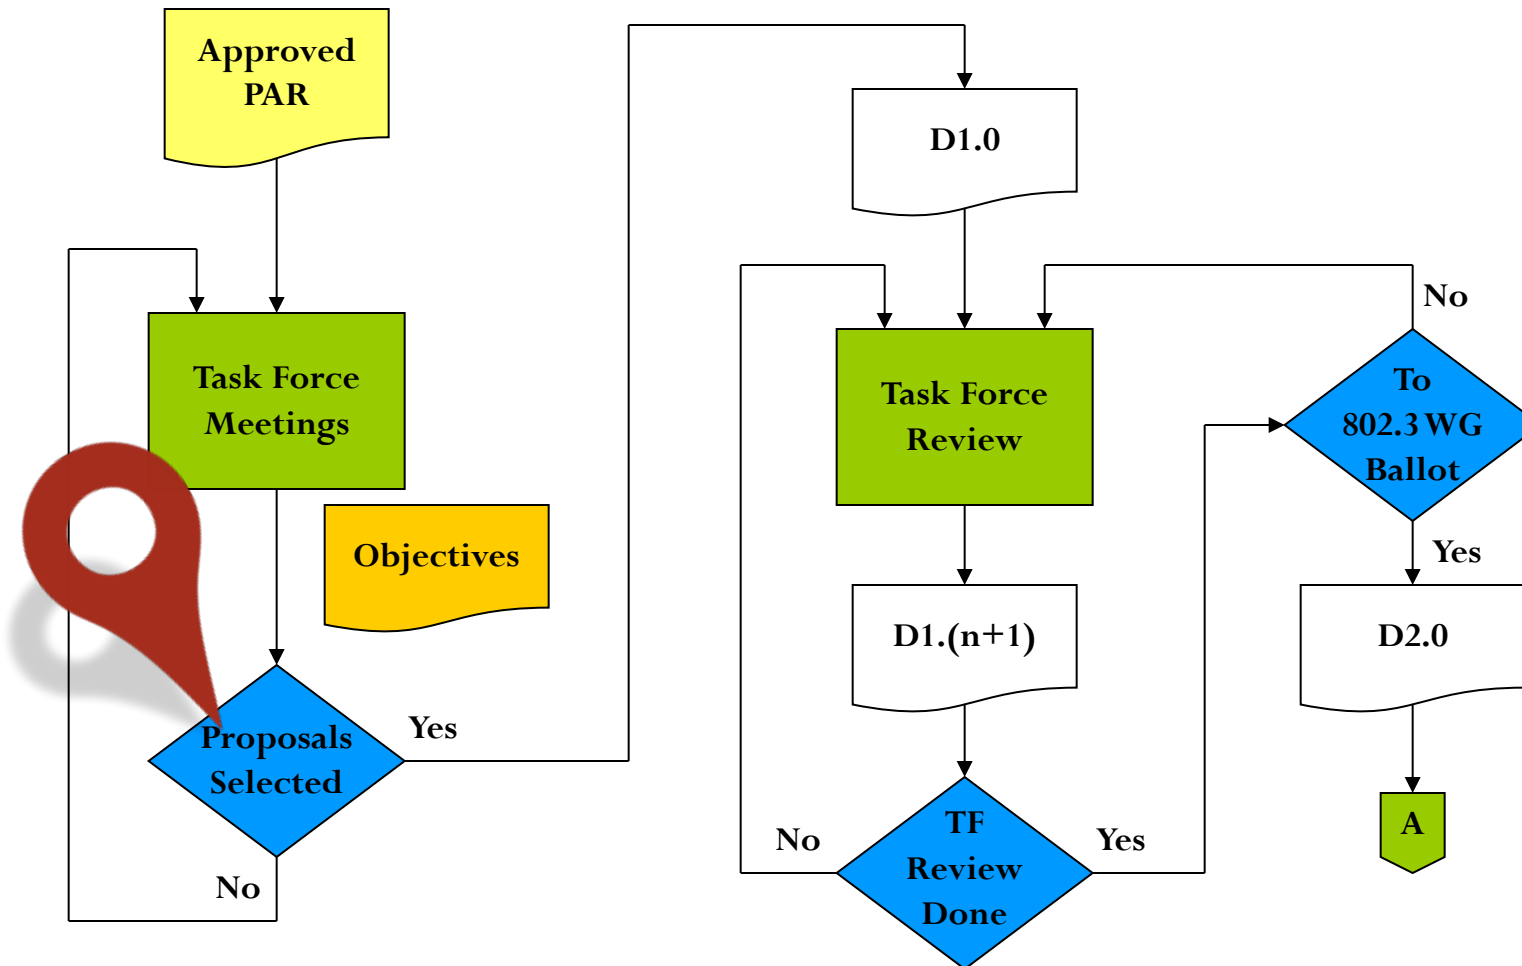 Approved
PAR
Task Force
Meetings
Objectives
Proposals
Selected
Yes
No
D1.0
Task Force
Review
D1.(n+1)
TF
Review
Done
No
Yes
To
802.3 WG
Ballot
No
Yes
D2.0
A